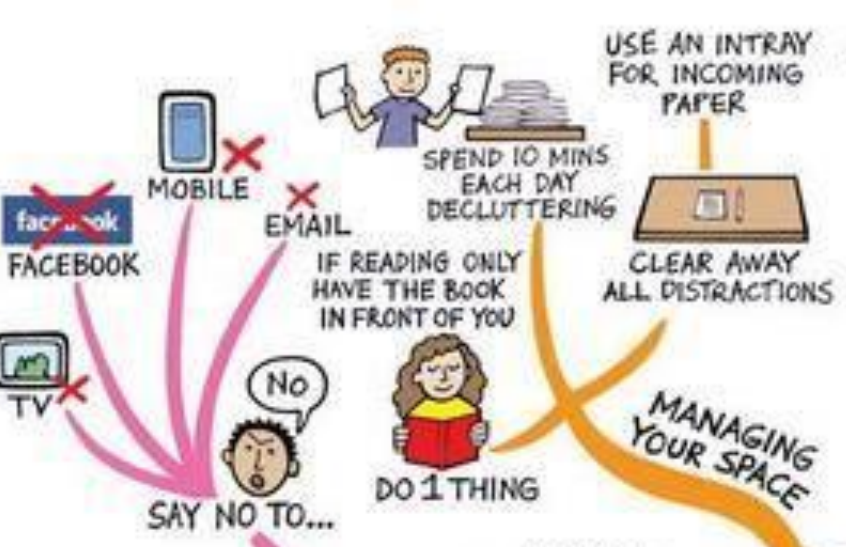 MOBILE
facebook
FACEBOOK
EMAIL
TV
No
SAY NO TO...
SPEND 10 MINS
EACH DAY
DECLUTTERING
USE AN INTRAY
FOR INCOMING
PAPER
CLEAR AWAY
ALL DISTRACTIONS
IF READING ONLY
HAVE THE BOOK
IN FRONT OF YOU
DO 1 THING
MANAGING
YOUR SPACE